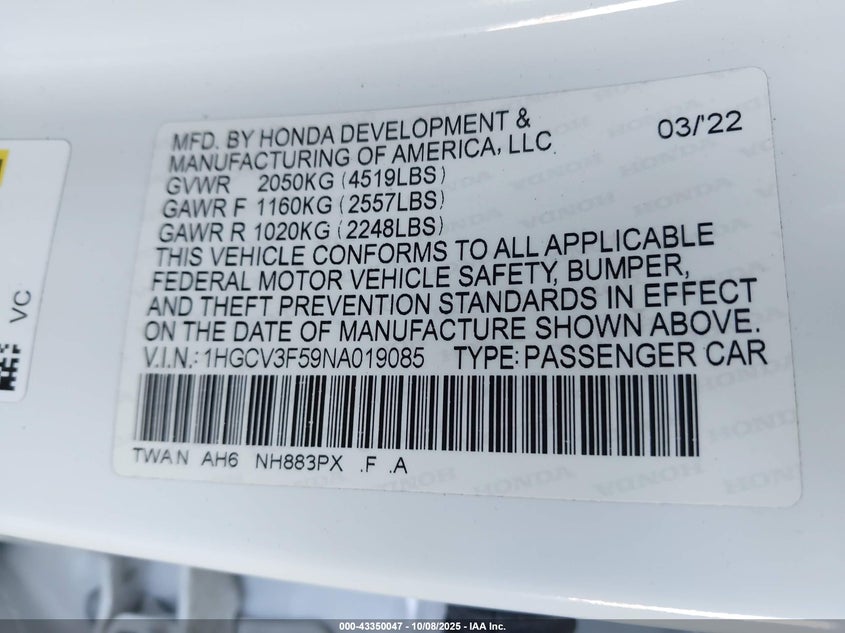 MFD. BY HONDA DEVELOPMENT &
MANUFACTURING OF AMERICA, LLC 03/'22
GVWR 2050KG (4519LBS)
GAWR F 1160KG (2557LBS)
GAWR R 1020KG (2248LBS)
THIS VEHICLE CONFORMS TO ALL APPLICABLE
FEDERAL MOTOR VEHICLE SAFETY, BUMPER,
AND THEFT PREVENTION STANDARDS IN EFFECT
ON THE DATE OF MANUFACTURE SHOWN ABOVE.
V.I.N.: 1HGCV3F59NA019085 TYPE: PASSENGER CAR
TWAN AH6 NH883PX .F .A
VC
000-43350047 - 10/08/2025 - IAA Inc.